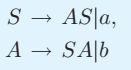 S → AS|a,
A → SA|b